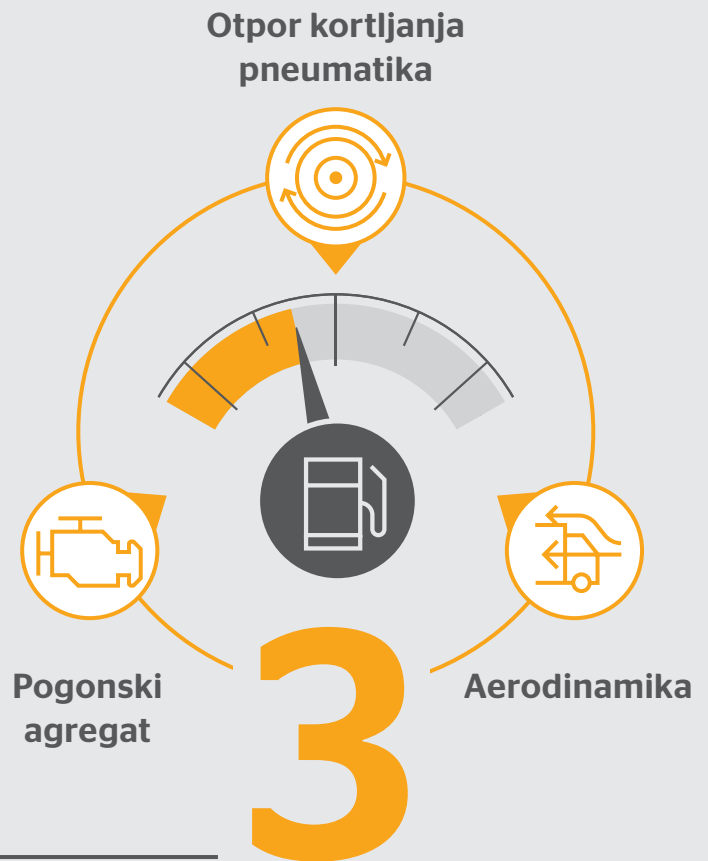 Otpor kortljanja
pneumatika
Pogonski
agregat
Aerodinamika
3